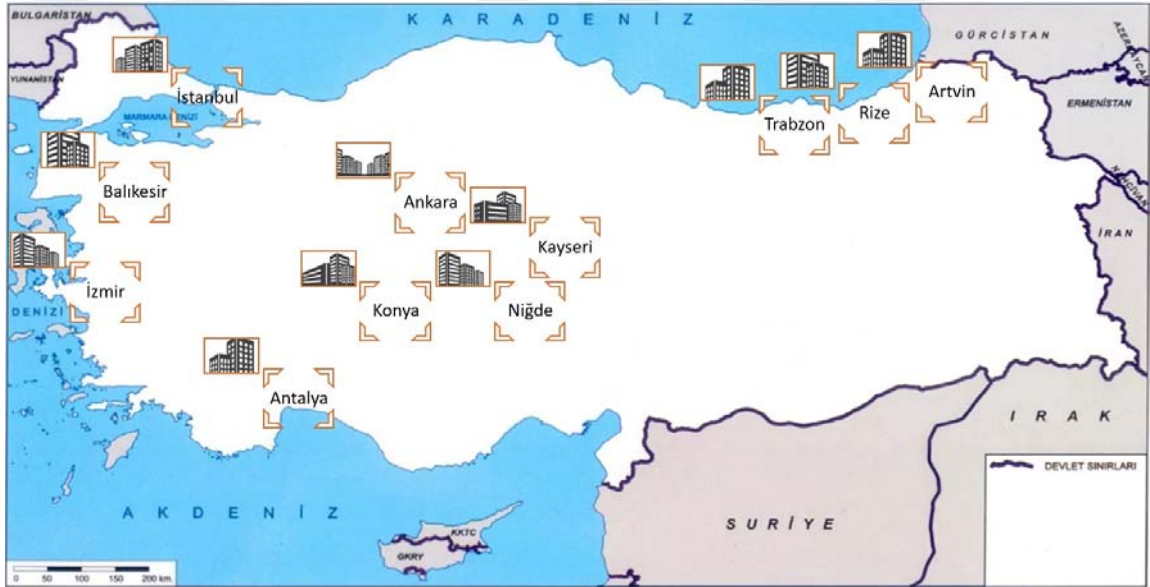 BULGARİSTAN
KARADENİZ
GÜRCİSTAN
AZERBAYCAN
YUNANİSTAN
İstanbul
MARMARA DENİZİ
Trabzon
Rize
Artvin
ERMENİSTAN
NAHCIVAN
Balıkesir
Ankara
Kayseri
İRAN
İzmir
DENİZİ
Konya
Niğde
Antalya
IRAK
DEVLET SINIRLARI
AKDENİZ
KKTC
GKRY
SURİYE
0 50 100 150 200 km.